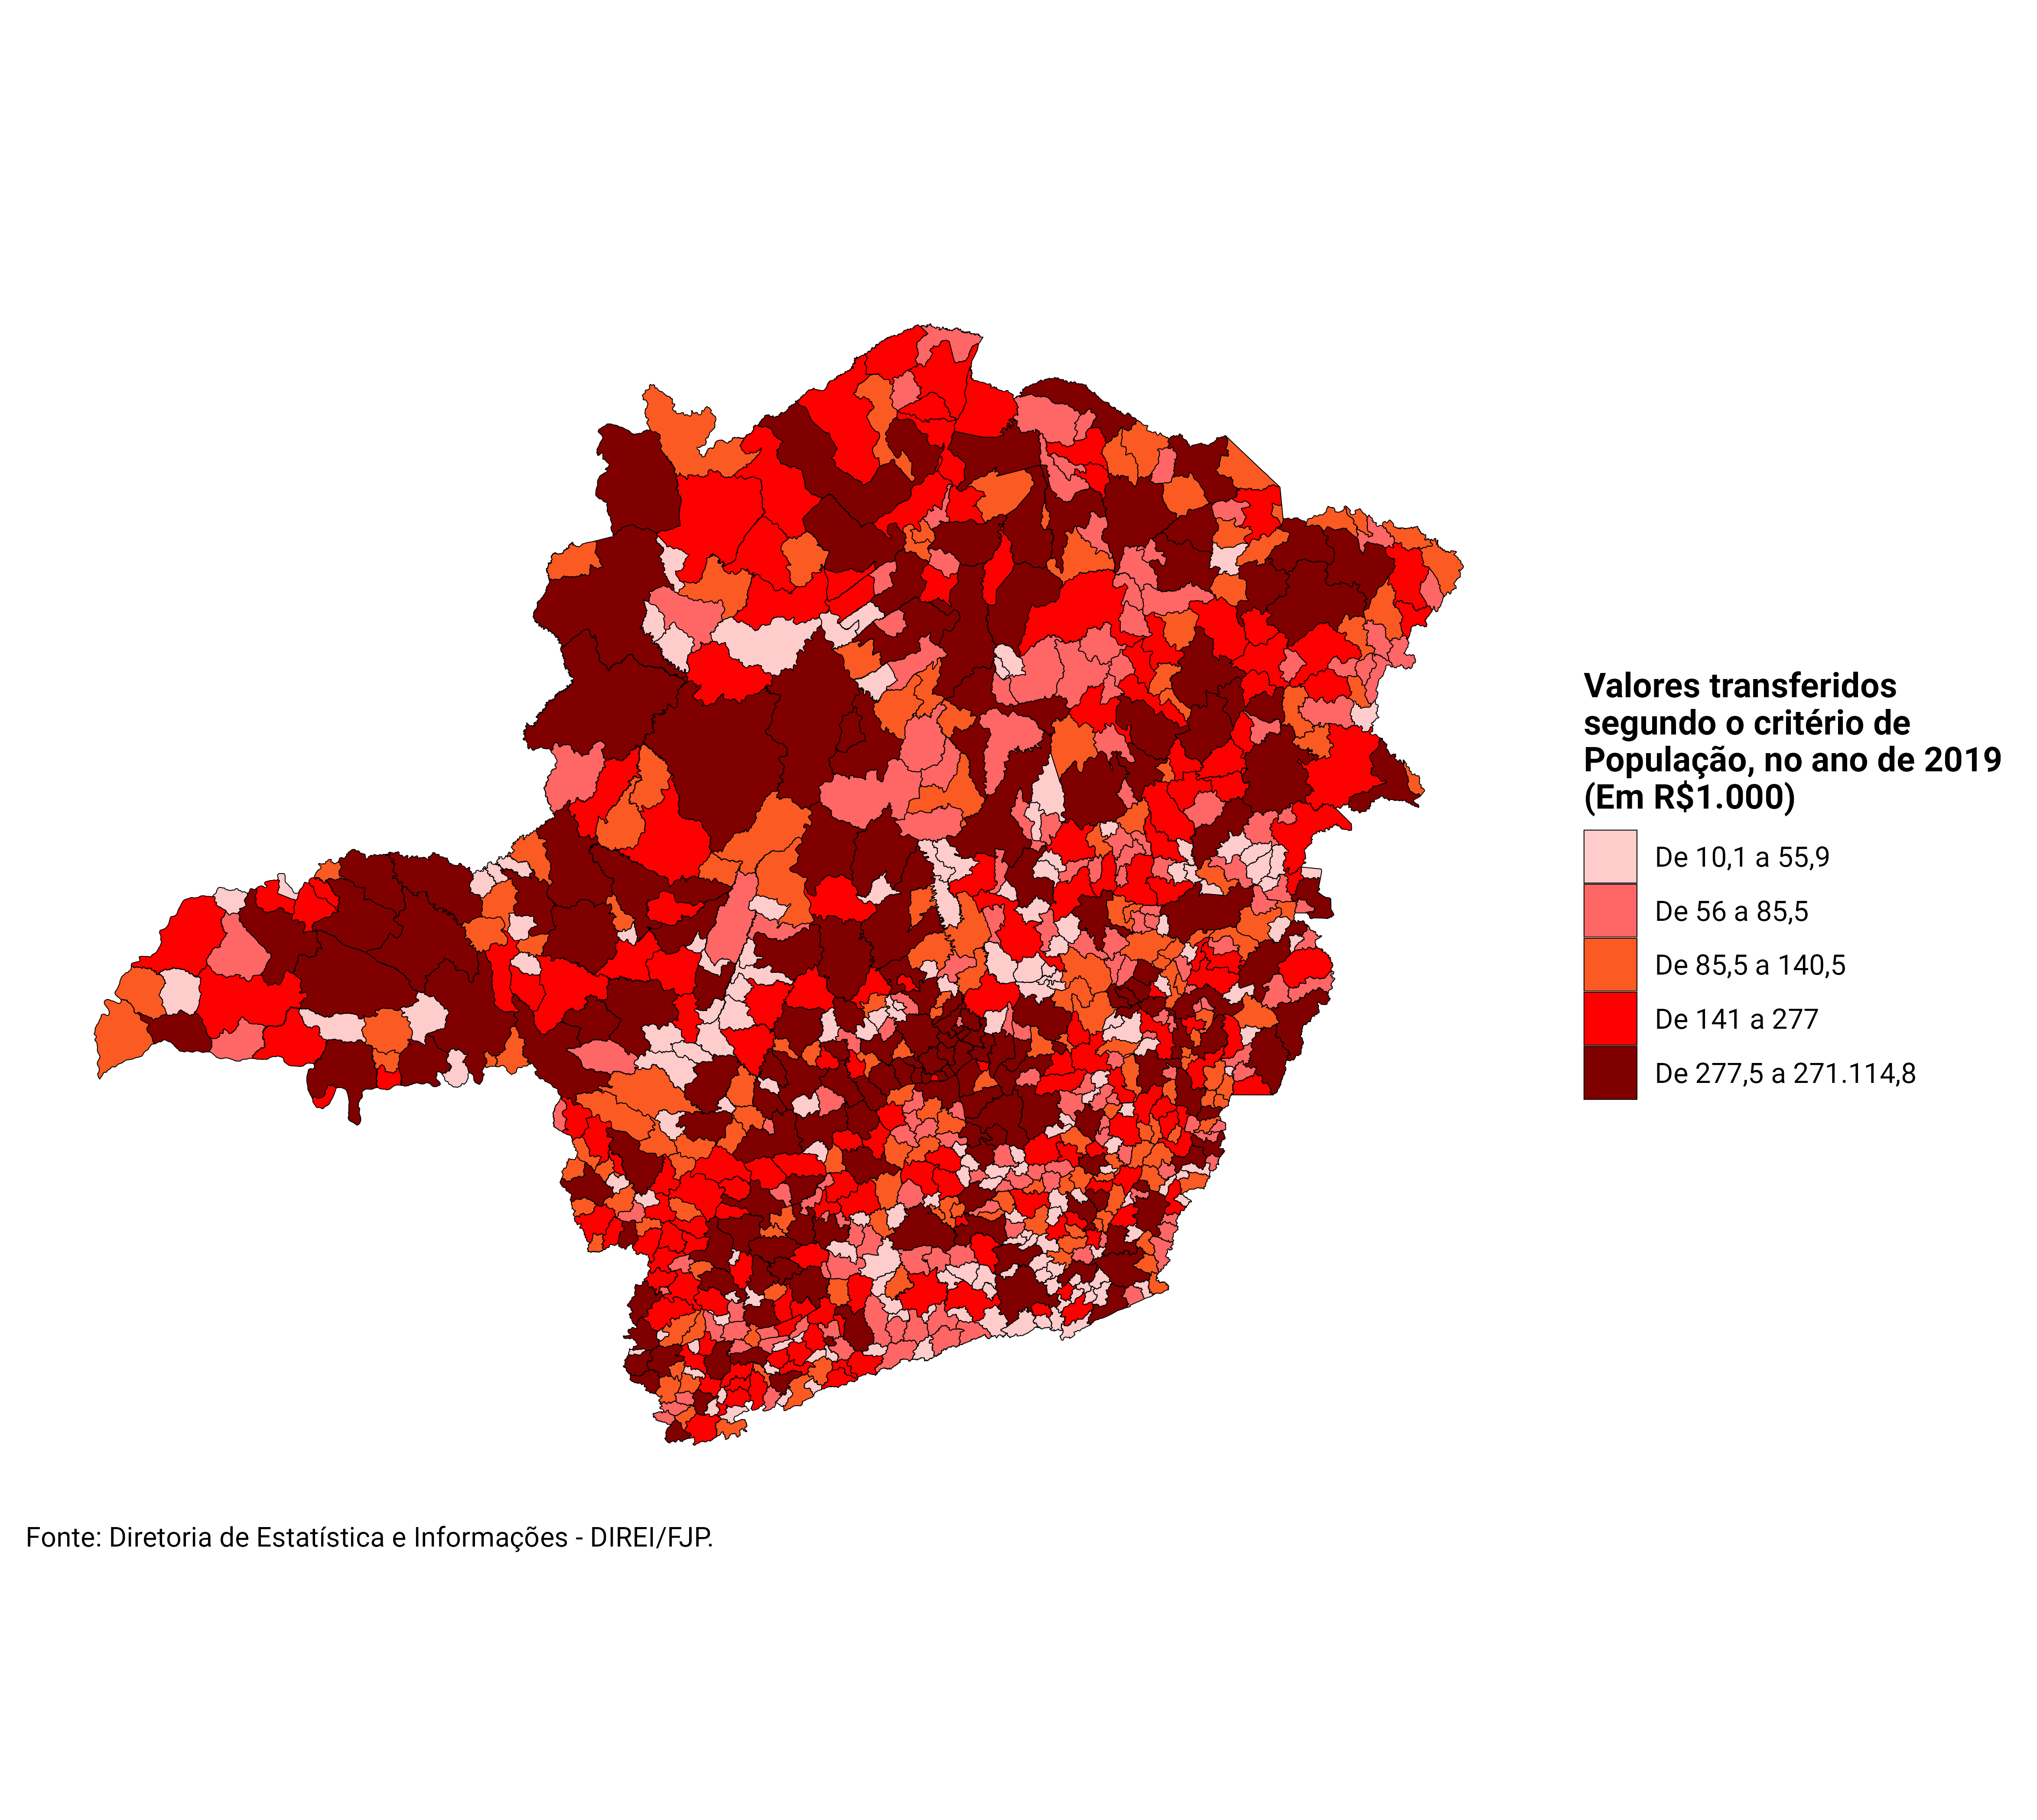 Valores transferidos
segundo o critério de
População, no ano de 2019
(Em R$1.000)
De 10,1 a 55,9
De 56 a 85,5
De 85,5 a 140,5
De 141 a 277
De 277,5 a 271.114,8
Fonte: Diretoria de Estatística e Informações - DIREI/FJP.